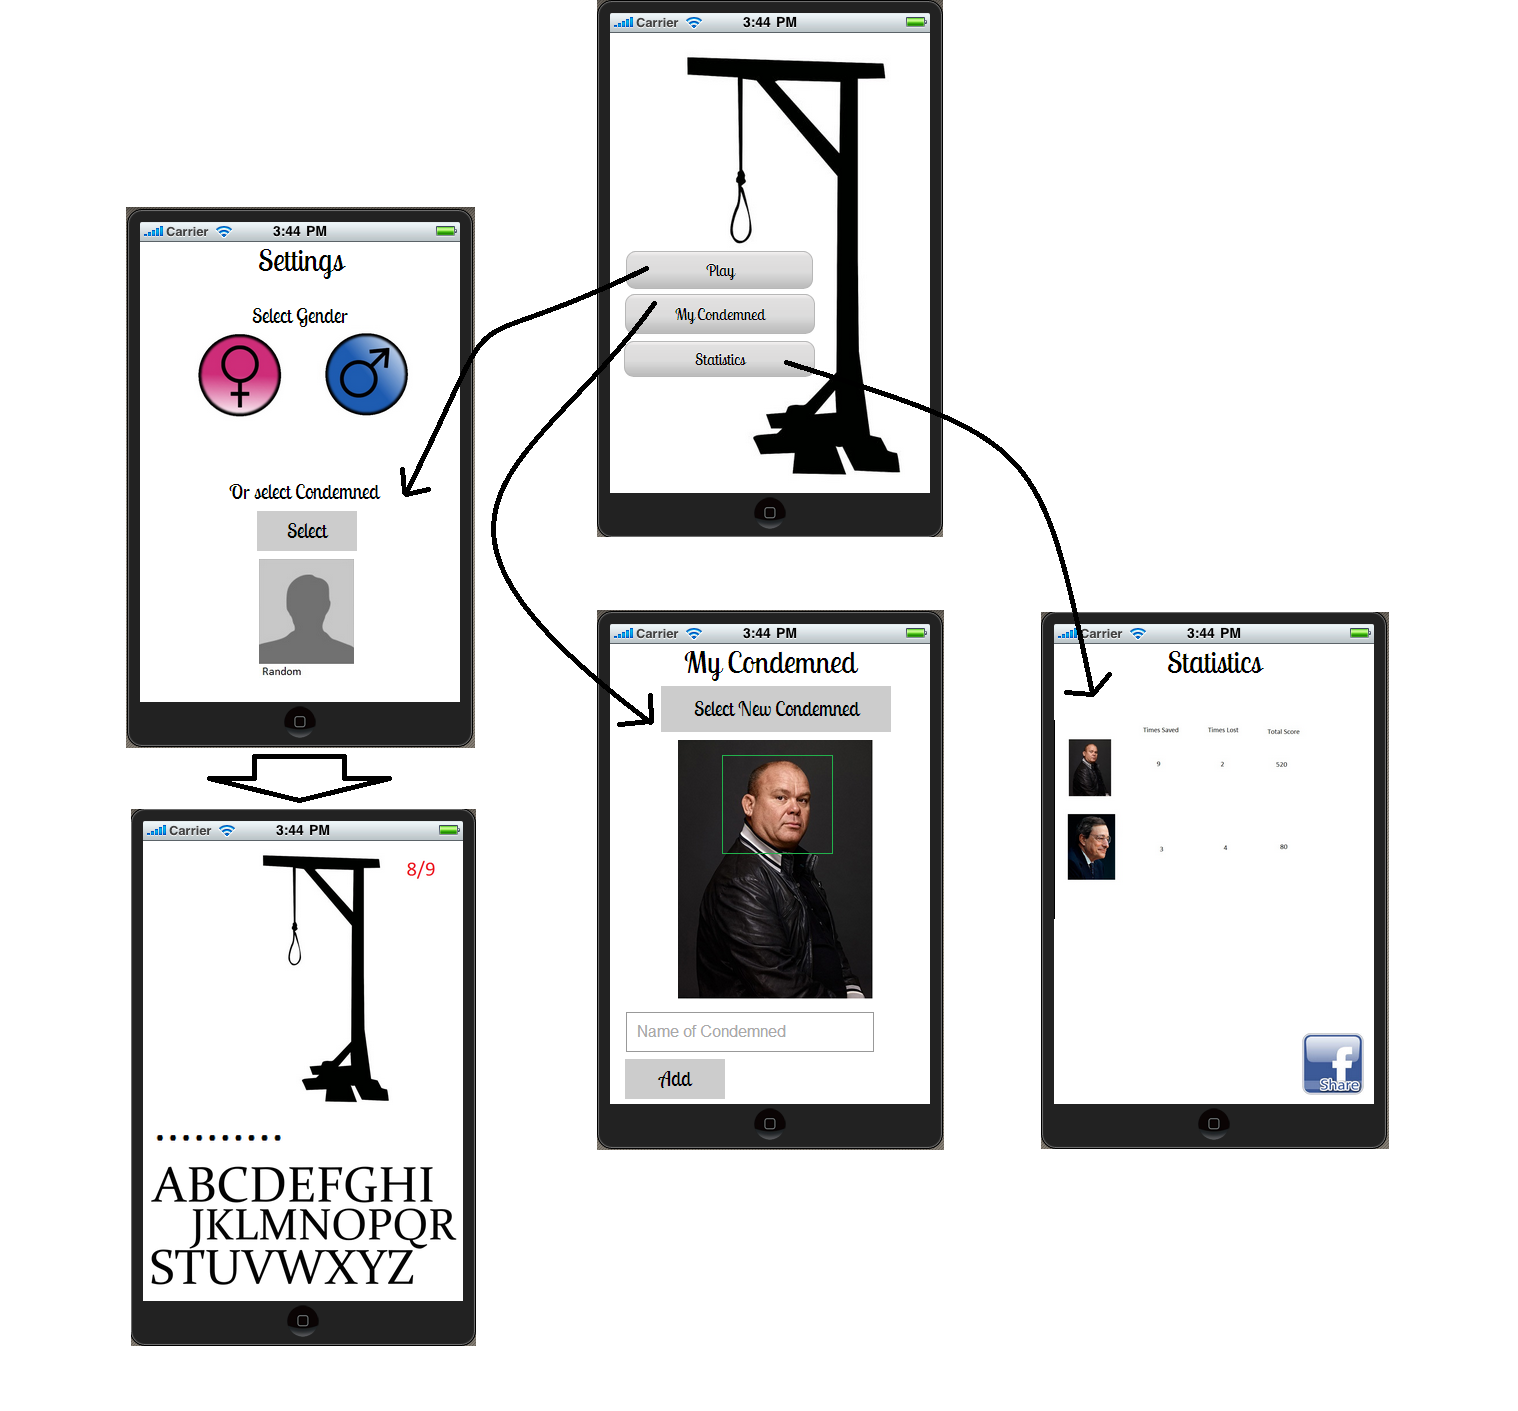 Carrier 3:44 PM
Play
My Condemned
Statistics
Carrier 3:44 PM
Settings
Select Gender
Or select Condemned
Select
Random
Carrier 3:44 PM
8/9
..........
ABCDEFGHI
JKLMNOPQR
STUVWXYZ
Carrier 3:44 PM
My Condemned
Select New Condemned
Name of Condemned
Add
Carrier 3:44 PM
Statistics
Times Saved Times Lost Total Score
9 2 520
3 4 80
f
Share